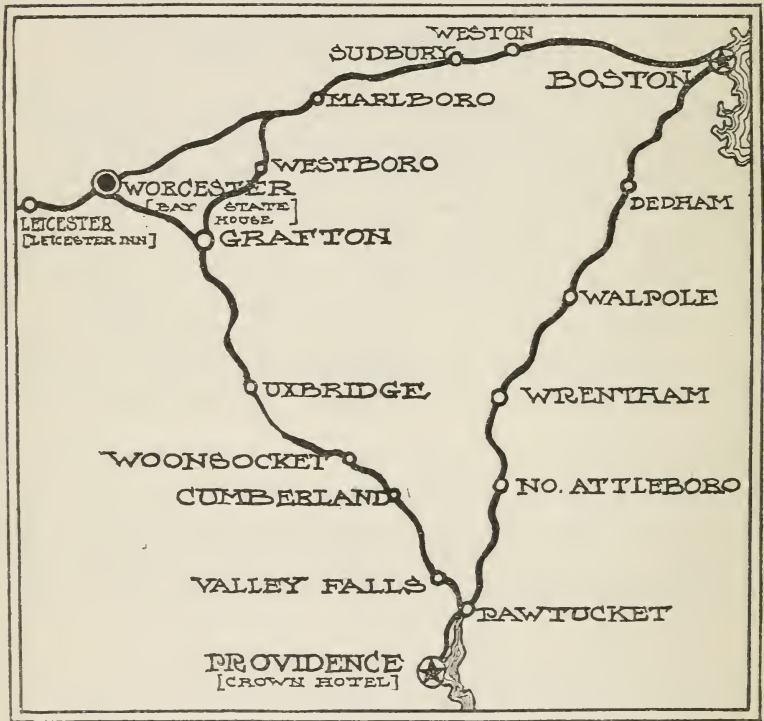 WESTON
SUDBURY
BOSTON
MARLBORO
WESTBORO
WORCESTER
[BAY STATE
HOUSE]
DEDHAM
LEICESTER
[LEICESTER INN]
GRAFTON
WALPOLE
UXBRIDGE
WRENTHAM
WOONSOCKET
CUMBERLAND
NO. ATTLEBORO
VALLEY FALLS
PAWTUCKET
PROVIDENCE
[CROWN HOTEL]